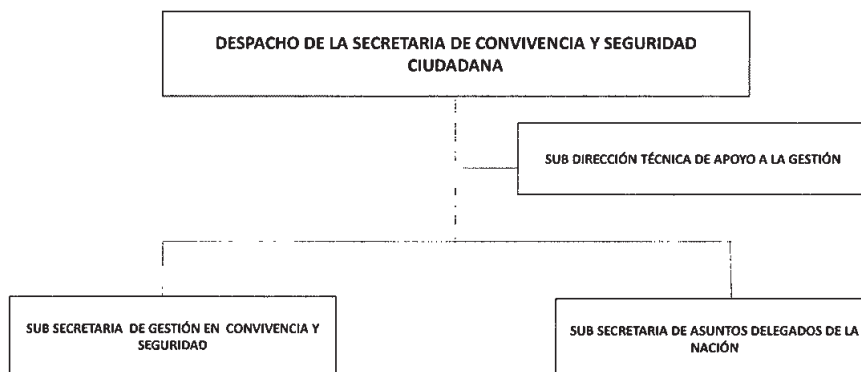 DESPACHO DE LA SECRETARIA DE CONVIVENCIA Y SEGURIDAD
CIUDADANA
SUB DIRECCIÓN TÉCNICA DE APOYO A LA GESTIÓN
SUB SECRETARIA DE GESTIÓN EN CONVIVENCIA Y
SEGURIDAD
SUB SECRETARIA DE ASUNTOS DELEGADOS DE LA
NACIÓN